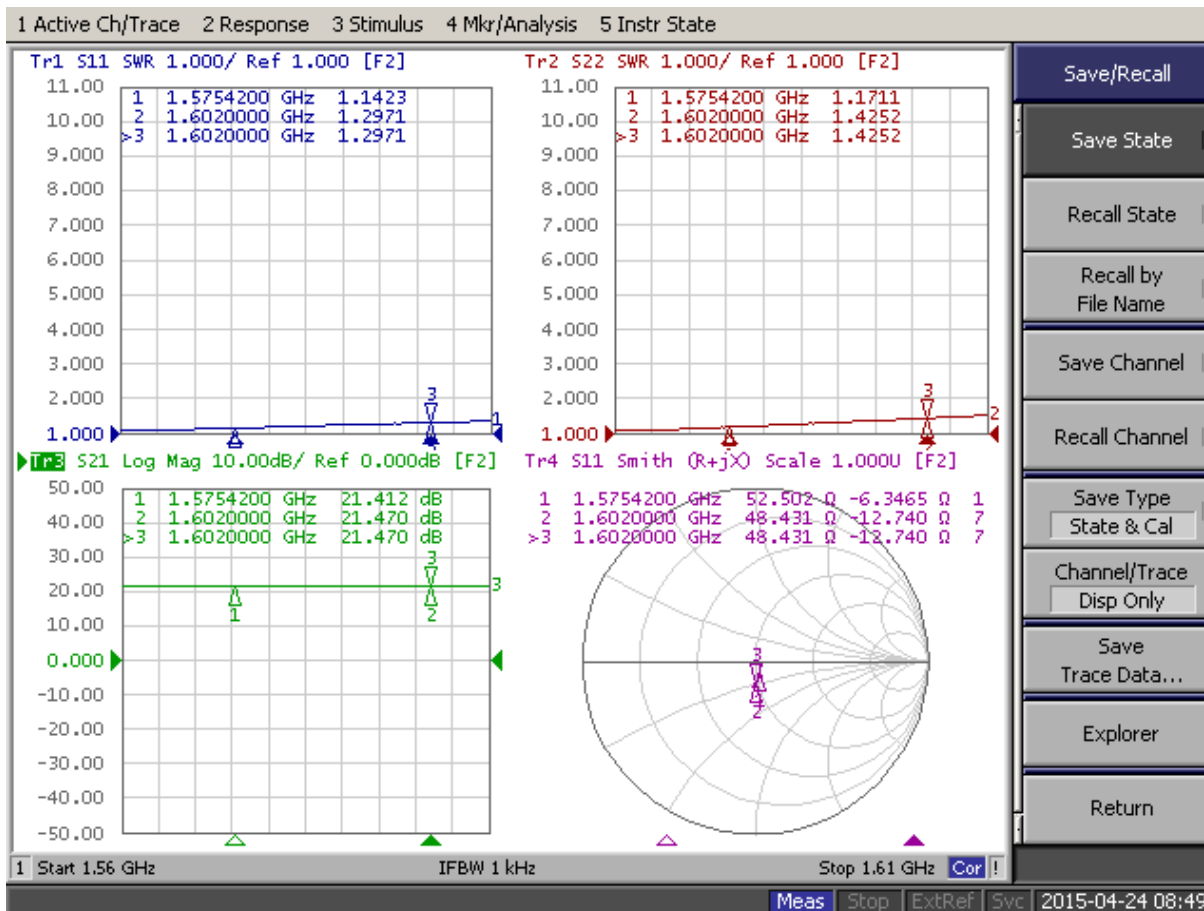 1 Active Ch/Trace 2 Response 3 Stimulus 4 Mkr/Analysis 5 Instr State
Tr1 S11 SWR 1.000/ Ref 1.000 [F2]
11.00
10.00
9.000
8.000
7.000
6.000
5.000
4.000
3.000
2.000
1.000
1 1.5754200 GHz 1.1423
2 1.6020000 GHz 1.2971
>3 1.6020000 GHz 1.2971
3
1
Tr2 S22 SWR 1.000/ Ref 1.000 [F2]
11.00
10.00
9.000
8.000
7.000
6.000
5.000
4.000
3.000
2.000
1.000
1 1.5754200 GHz 1.1711
2 1.6020000 GHz 1.4252
>3 1.6020000 GHz 1.4252
3
2
Tr3 S21 Log Mag 10.00dB/ Ref 0.000dB [F2]
50.00
40.00
30.00
20.00
10.00
0.000
-10.00
-20.00
-30.00
-40.00
-50.00
1 1.5754200 GHz 21.412 dB
2 1.6020000 GHz 21.470 dB
>3 1.6020000 GHz 21.470 dB
3
3
1
2
Tr4 S11 Smith (R+jX) Scale 1.000U [F2]
1 1.5754200 GHz 52.502 Ω -6.3465 Ω 1
2 1.6020000 GHz 48.431 Ω -12.740 Ω 7
>3 1.6020000 GHz 48.431 Ω -12.740 Ω 7
3
2
1 Start 1.56 GHz IFBW 1 kHz Stop 1.61 GHz Cor !
Meas Stop ExtRef Svc 2015-04-24 08:49
Save/Recall
Save State
Recall State
Recall by
File Name
Save Channel
Recall Channel
Save Type
State & Cal
Channel/Trace
Disp Only
Save
Trace Data...
Explorer
Return